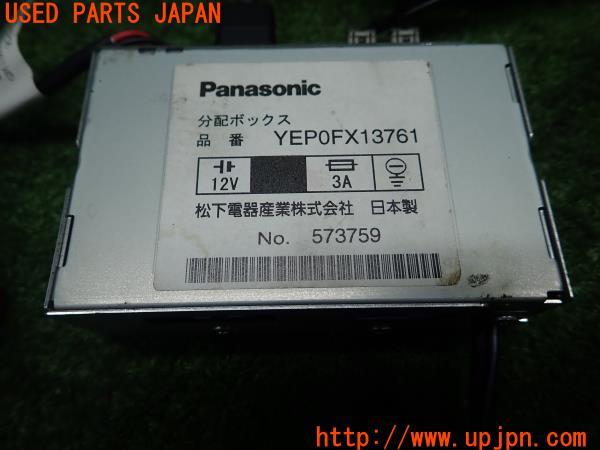 USED PARTS JAPAN
Panasonic
分配ボックス
品 番 YEP0FX13761
12V 3A
松下電器産業株式会社 日本製
No. 573759
http://www.upjpn.com